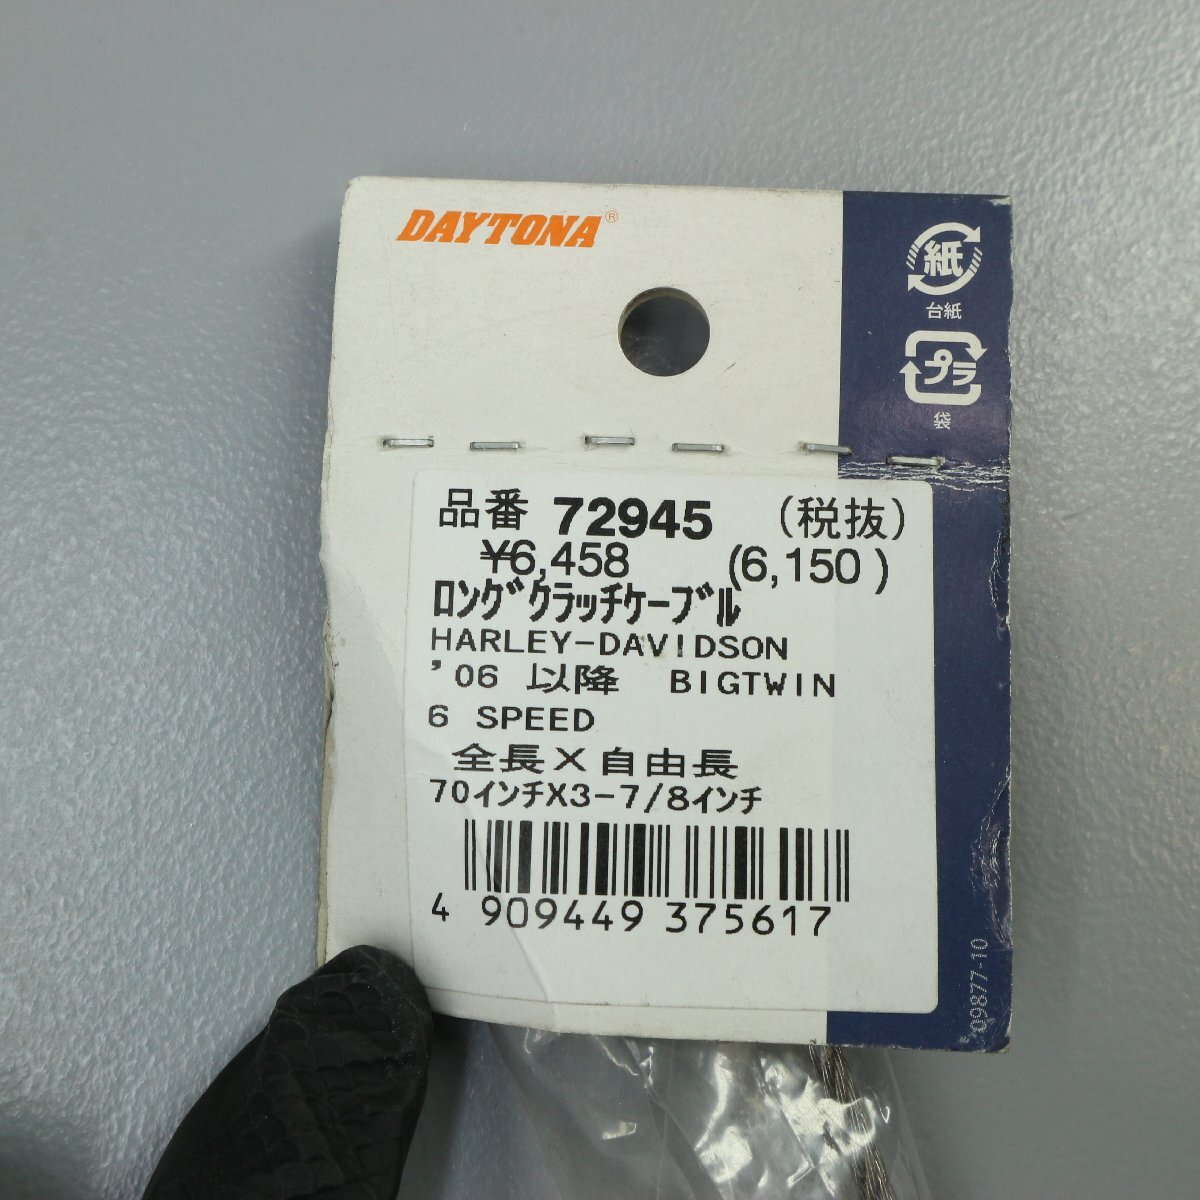 DAYTONA®
紙
台紙
プラ
袋
品番 72945 (税抜)
¥6,458 (6,150)
ﾛﾝｸﾞｸﾗｯﾁｹｰﾌﾞﾙ
HARLEY-DAVIDSON
'06 以降 BIGTWIN
6 SPEED
全長×自由長
70ｲﾝﾁX3-7/8ｲﾝﾁ
4 909449 375617
09877-10